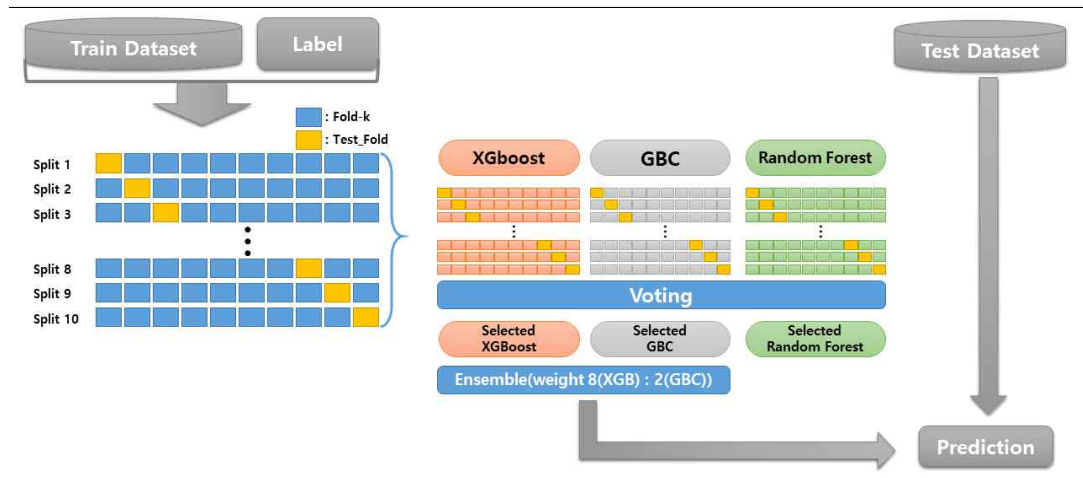 Train Dataset
Label
Test Dataset
: Fold-k
: Test_Fold
Split 1
Split 2
Split 3
Split 8
Split 9
Split 10
XGboost
GBC
Random Forest
Voting
Selected
XGBoost
Selected
GBC
Selected
Random Forest
Ensemble(weight 8(XGB) : 2(GBC))
Prediction